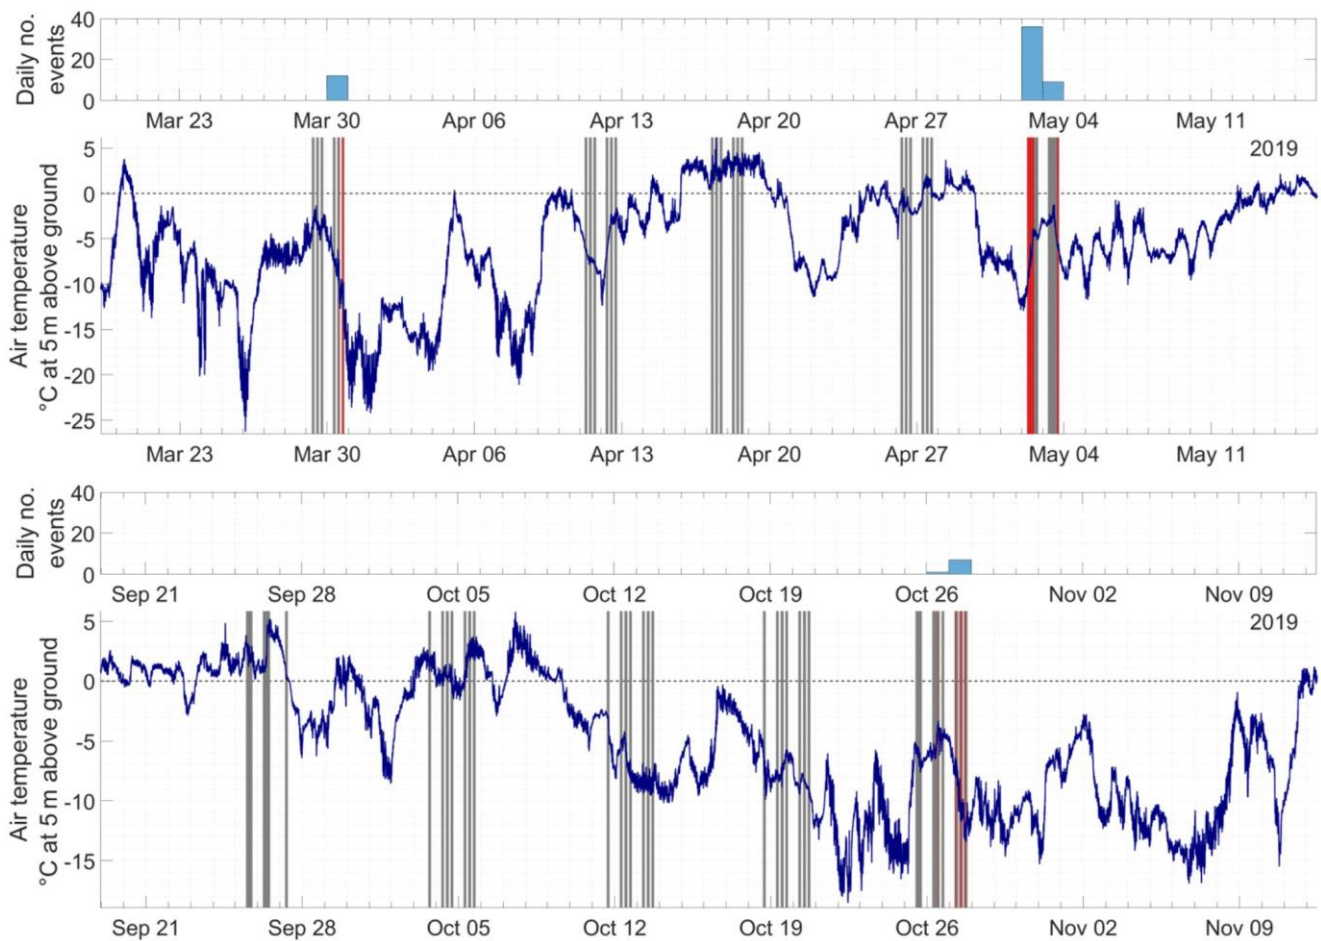 Daily no.
events
40
20
0
Mar 23 Mar 30 Apr 06 Apr 13 Apr 20 Apr 27 May 04 May 11
Air temperature
°C at 5 m above ground
2019
5
0
-5
-10
-15
-20
-25
Mar 23 Mar 30 Apr 06 Apr 13 Apr 20 Apr 27 May 04 May 11
Daily no.
events
40
20
0
Sep 21 Sep 28 Oct 05 Oct 12 Oct 19 Oct 26 Nov 02 Nov 09
Air temperature
°C at 5 m above ground
2019
5
0
-5
-10
-15
Sep 21 Sep 28 Oct 05 Oct 12 Oct 19 Oct 26 Nov 02 Nov 09